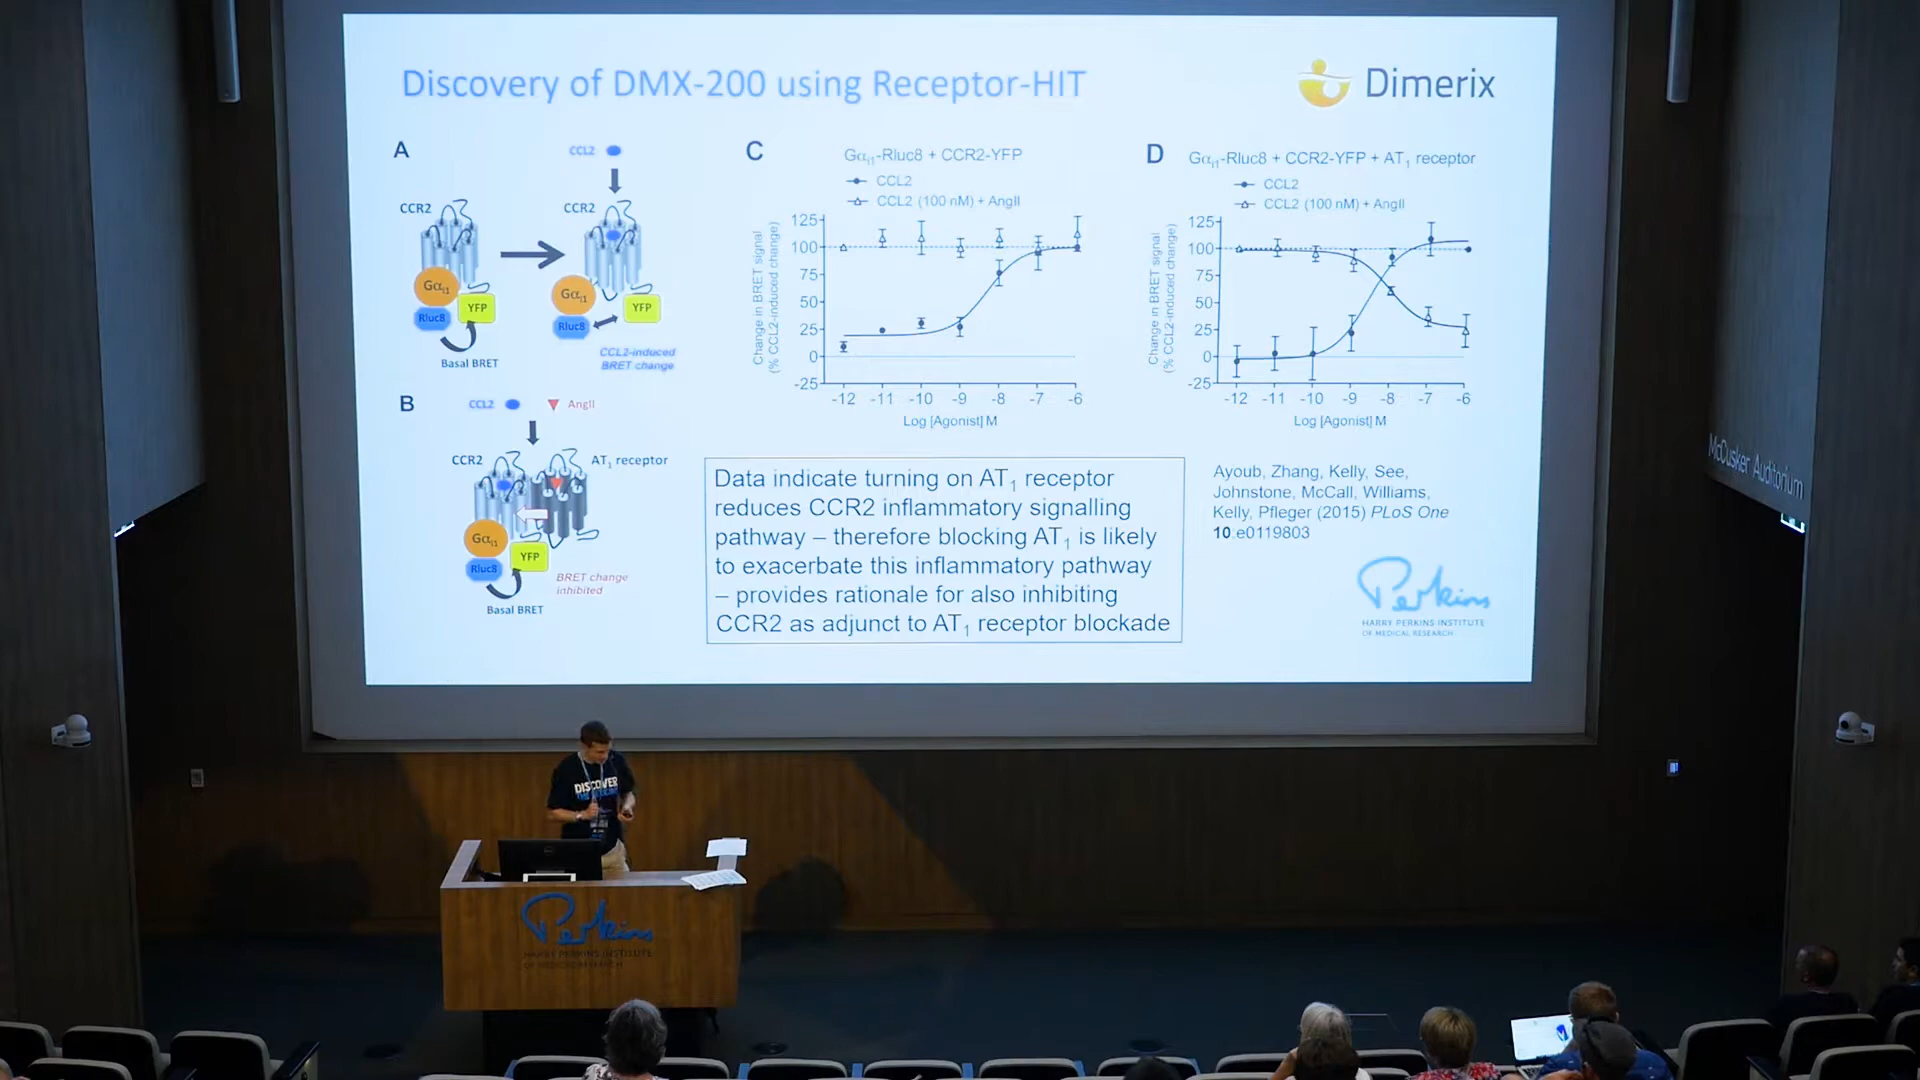 Discovery of DMX-200 using Receptor-HIT
Dimerix
A
CCL2
CCR2
CCR2
Gαi1
Rluc8
YFP
Gαi1
Rluc8
YFP
Basal BRET
CCL2-induced
BRET change
B
CCL2
AngII
CCR2
AT1 receptor
Gαi1
Rluc8
YFP
Basal BRET
BRET change
inhibited
C
Gαi1-Rluc8 + CCR2-YFP
CCL2
CCL2 (100 nM) + AngII
Change in BRET signal
(% CCL2-induced change)
125
100
75
50
25
0
-25
-12 -11 -10 -9 -8 -7 -6
Log [Agonist] M
D
Gαi1-Rluc8 + CCR2-YFP + AT1 receptor
CCL2
CCL2 (100 nM) + AngII
Change in BRET signal
(% CCL2-induced change)
125
100
75
50
25
0
-25
-12 -11 -10 -9 -8 -7 -6
Log [Agonist] M
Data indicate turning on AT1 receptor
reduces CCR2 inflammatory signalling
pathway – therefore blocking AT1 is likely
to exacerbate this inflammatory pathway
– provides rationale for also inhibiting
CCR2 as adjunct to AT1 receptor blockade
Ayoub, Zhang, Kelly, See,
Johnstone, McCall, Williams,
Kelly, Pfleger (2015) PLoS One
10:e0119803
Perkins
HARRY PERKINS INSTITUTE
OF MEDICAL RESEARCH
McCusker Auditorium
DISCOVER
Perkins
HARRY PERKINS INSTITUTE
OF MEDICAL RESEARCH